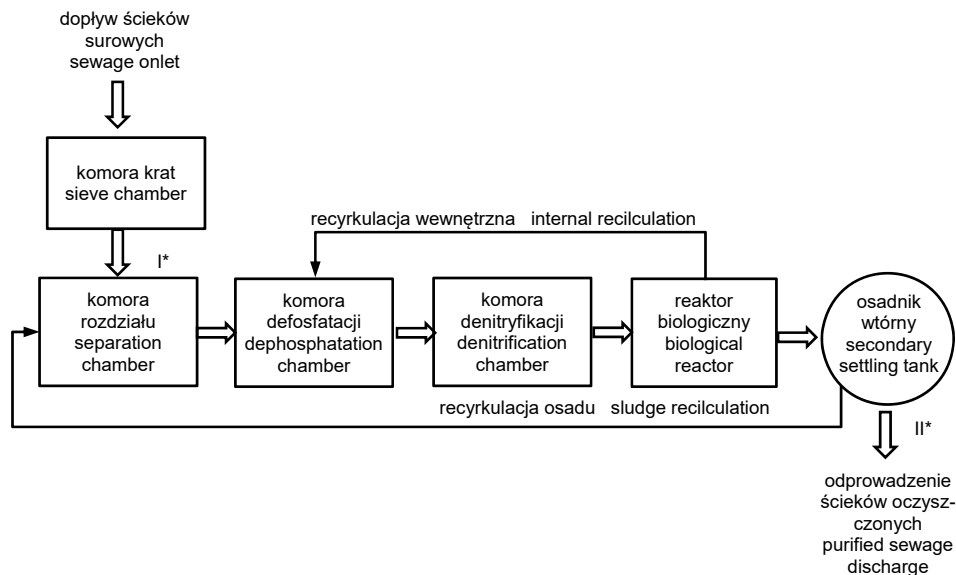 dopływ ścieków
surowych
sewage onlet
komora krat
sieve chamber
I*
recyrkulacja wewnętrzna internal recilculation
komora
rozdziału
separation
chamber
komora
defosfatacji
dephosphatation
chamber
komora
denitryfikacji
denitrification
chamber
reaktor
biologiczny
biological
reactor
osadnik
wtórny
secondary
settling tank
recyrkulacja osadu sludge recilculation
II*
odprowadzenie
ścieków oczysz-
czonych
purified sewage
discharge